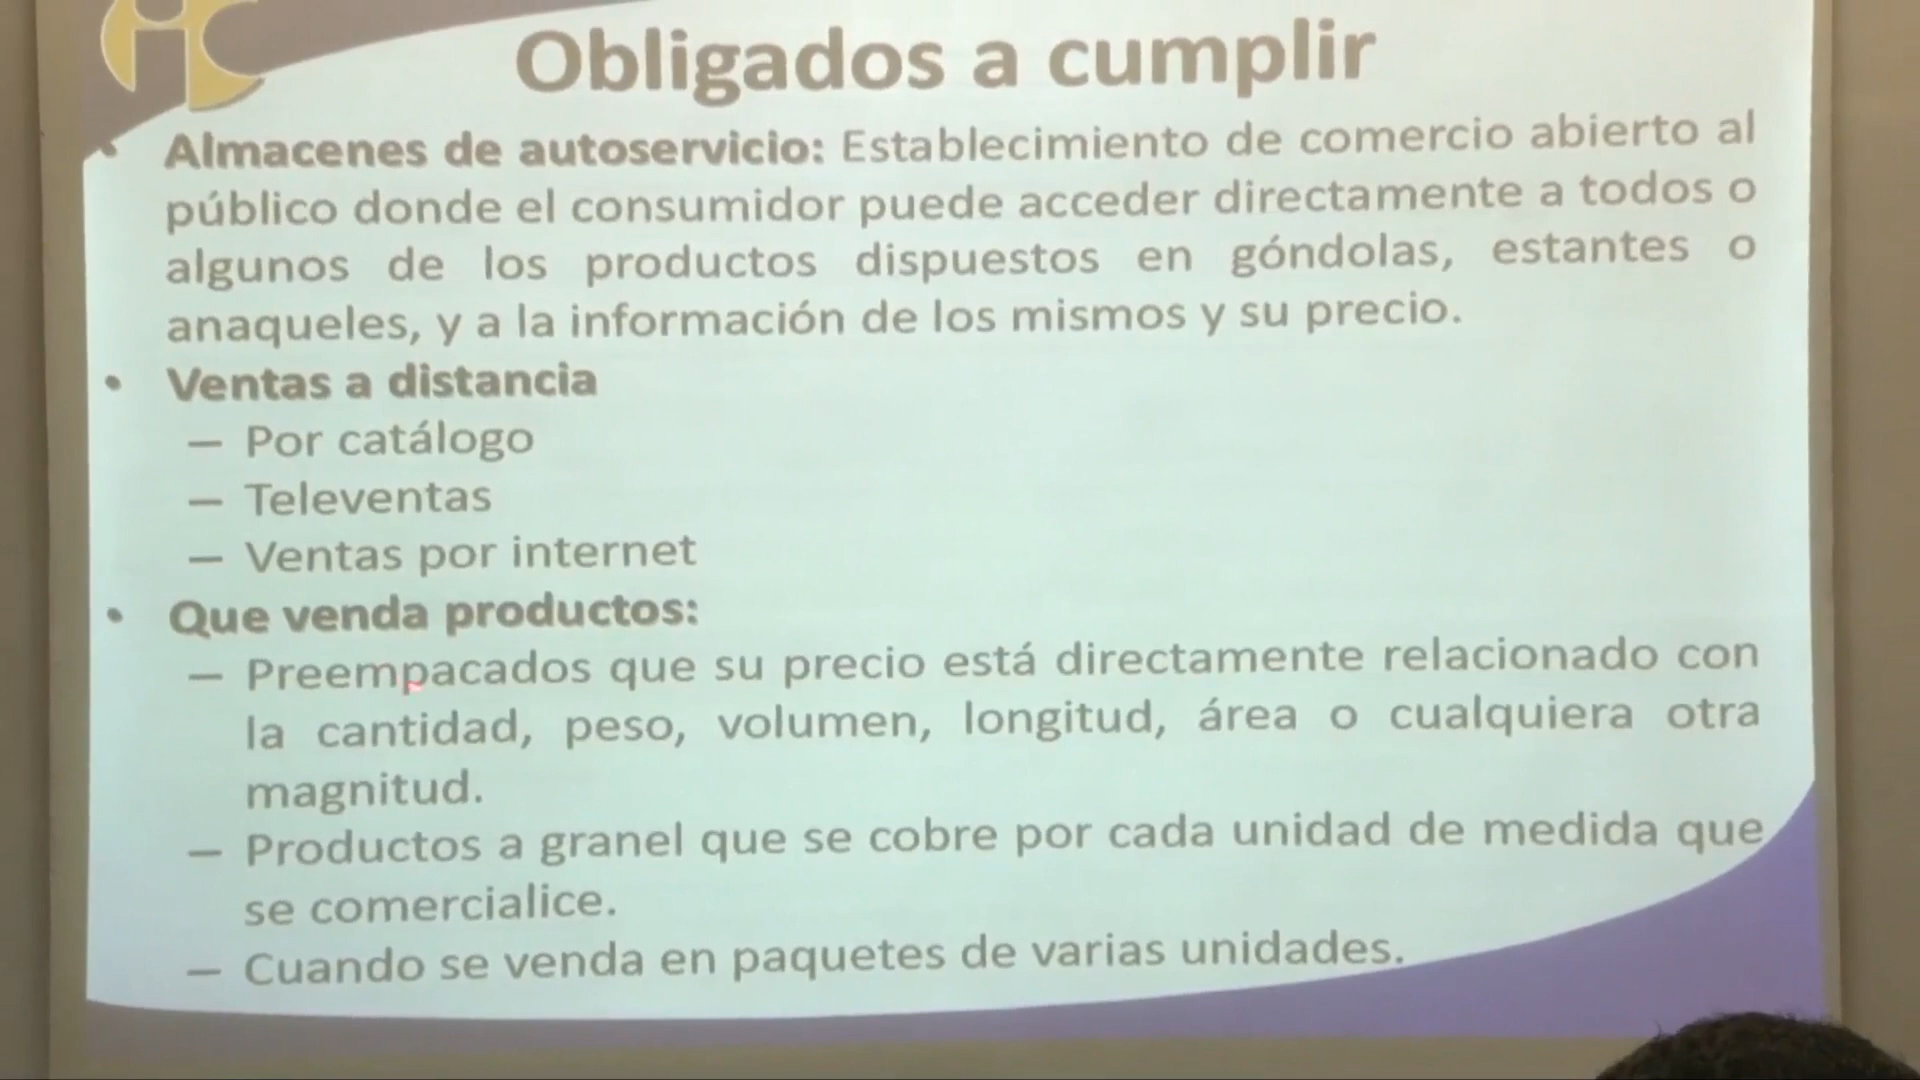 Obligados a cumplir
• Almacenes de autoservicio: Establecimiento de comercio abierto al
público donde el consumidor puede acceder directamente a todos o
algunos de los productos dispuestos en góndolas, estantes o
anaqueles, y a la información de los mismos y su precio.
• Ventas a distancia
— Por catálogo
— Televentas
— Ventas por internet
• Que venda productos:
— Preempacados que su precio está directamente relacionado con
la cantidad, peso, volumen, longitud, área o cualquiera otra
magnitud.
— Productos a granel que se cobre por cada unidad de medida que
se comercialice.
— Cuando se venda en paquetes de varias unidades.